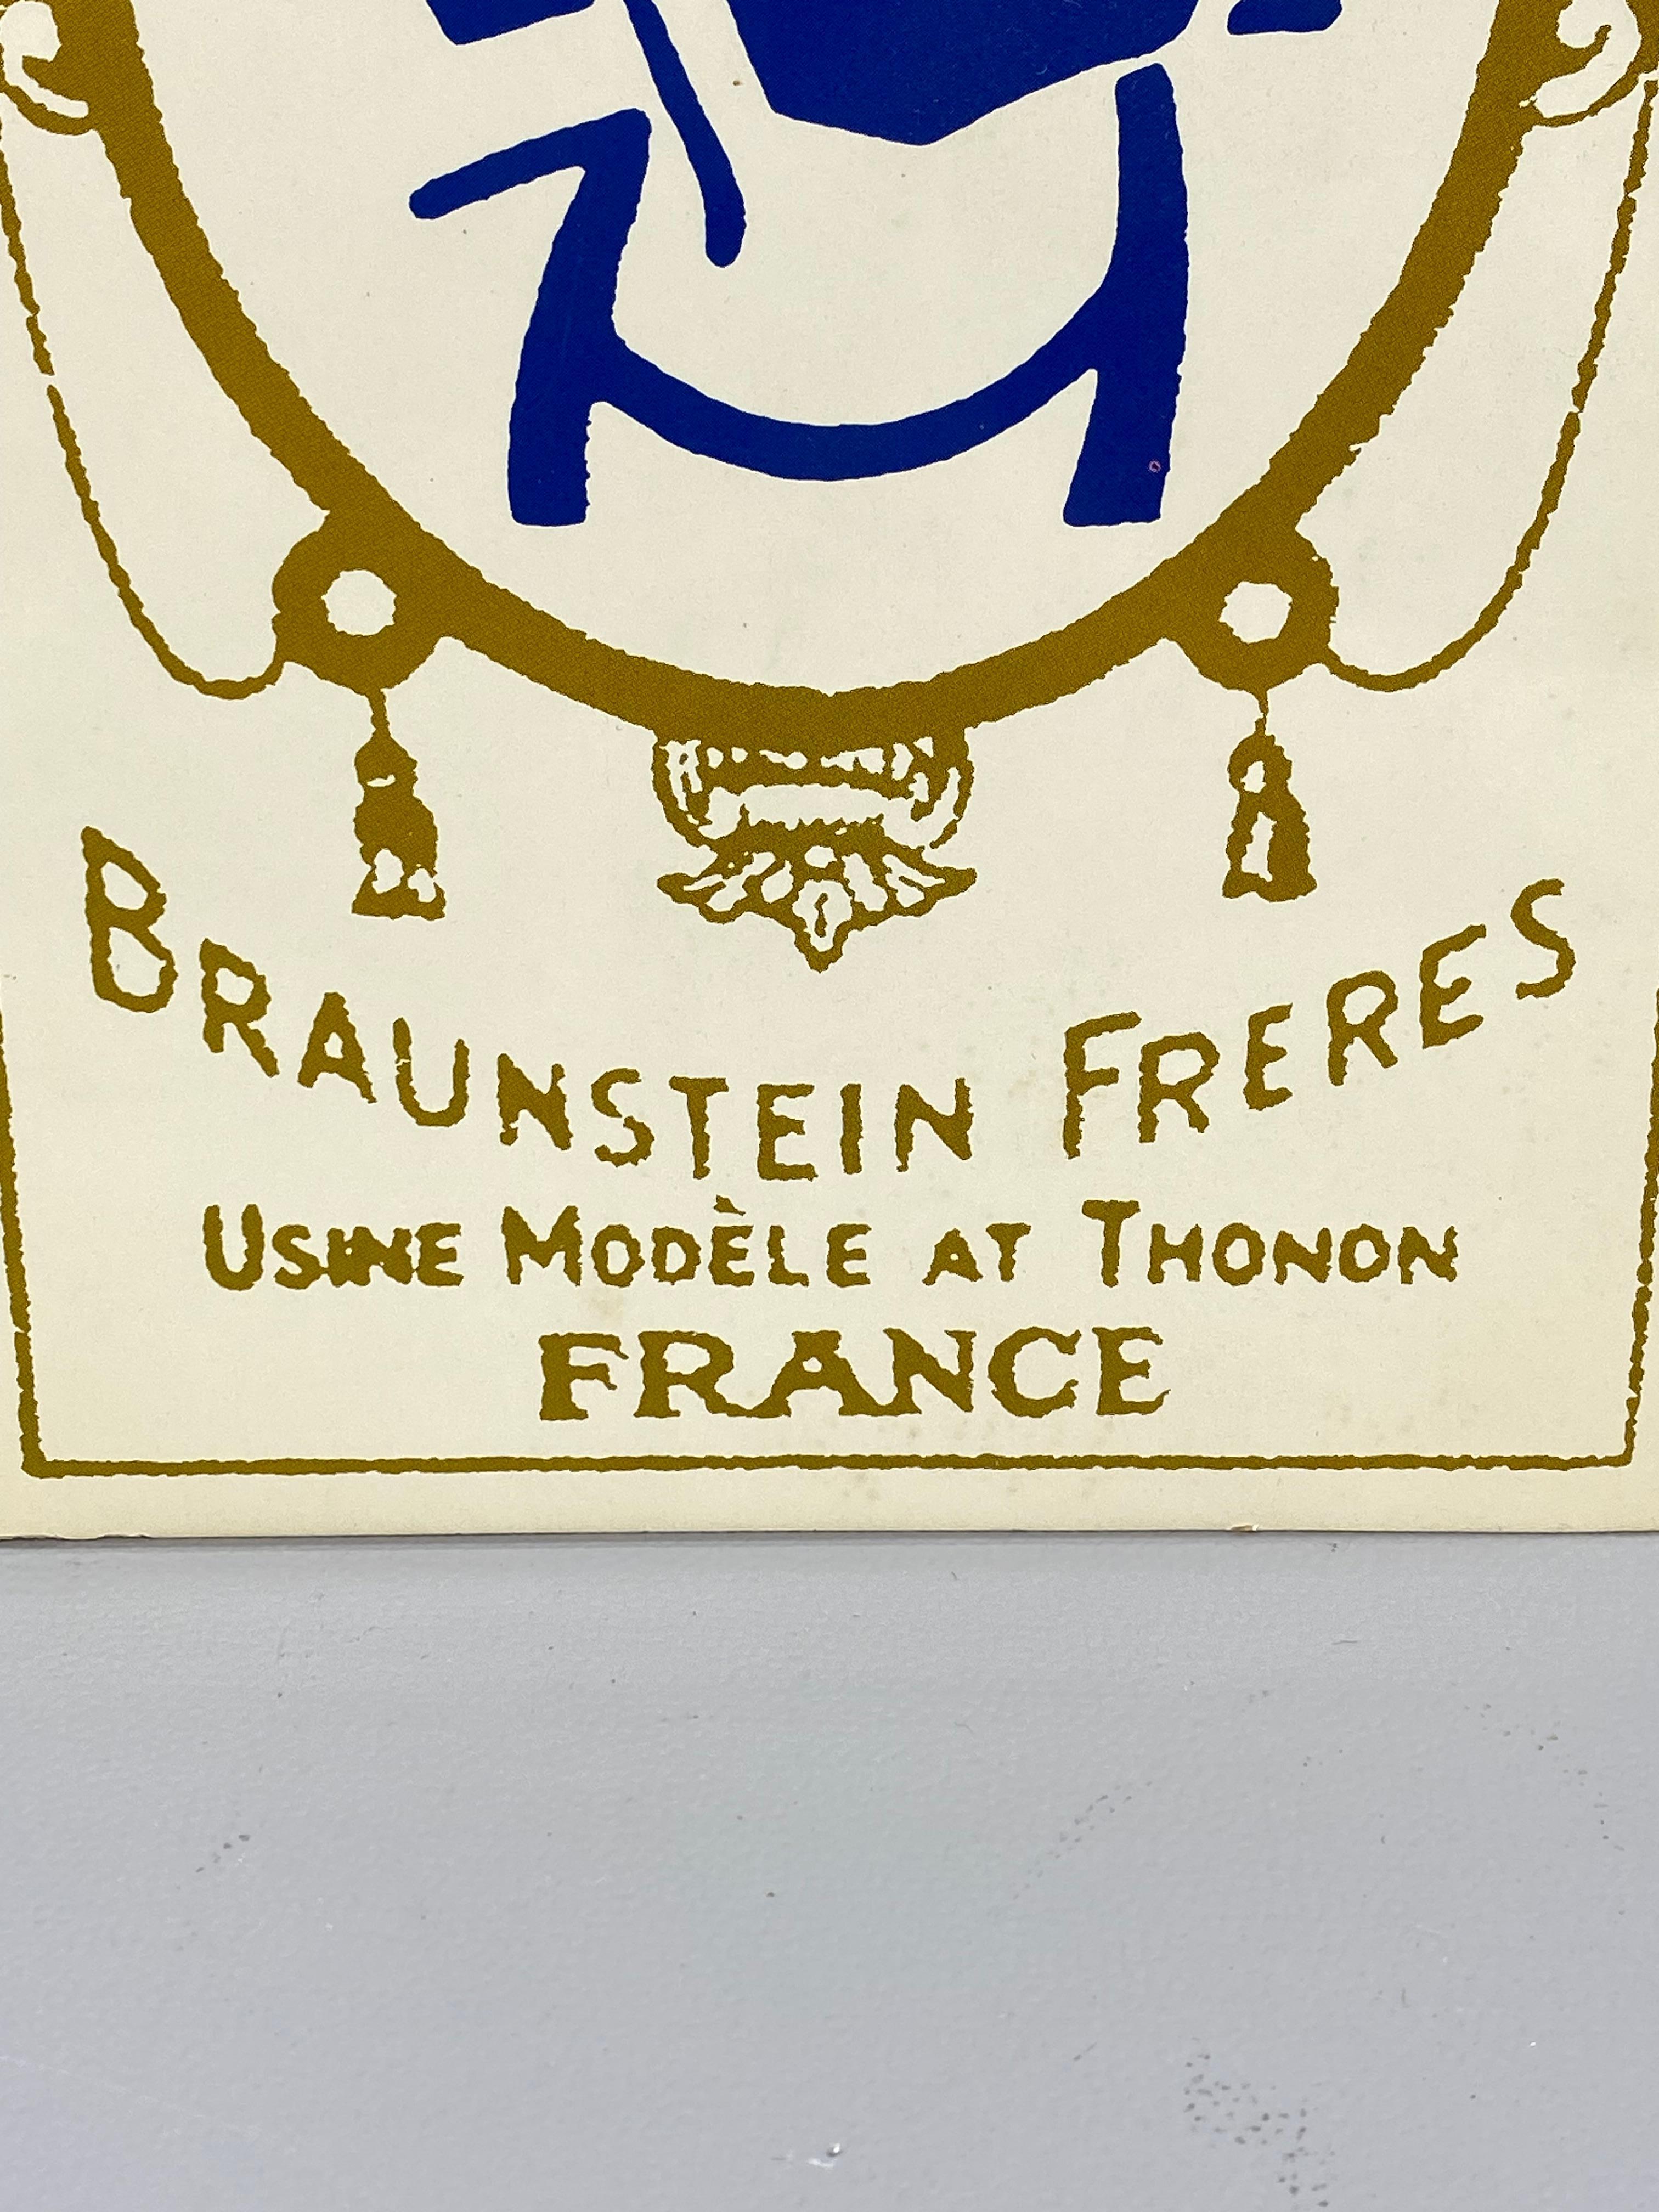 BRAUNSTEIN FRERES
USINE MODÈLE AT THONON
FRANCE